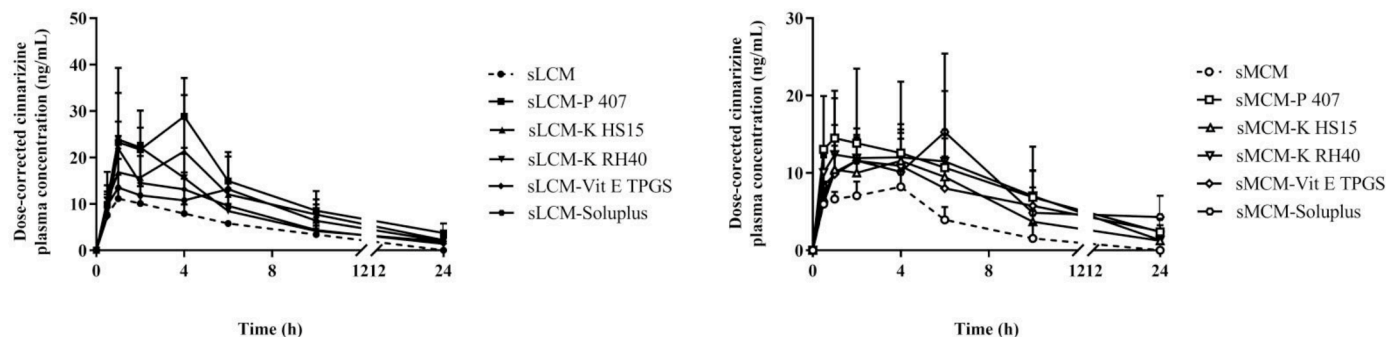 Dose-corrected cinnarizine
plasma concentration (ng/mL)
50
40
30
20
10
0
0
4
8
12 12
24
Time (h)
sLCM
sLCM-P 407
sLCM-K HS15
sLCM-K RH40
sLCM-Vit E TPGS
sLCM-Soluplus
Dose-corrected cinnarizine
plasma concentration (ng/mL)
30
20
10
0
0
4
8
12 12
24
Time (h)
sMCM
sMCM-P 407
sMCM-K HS15
sMCM-K RH40
sMCM-Vit E TPGS
sMCM-Soluplus